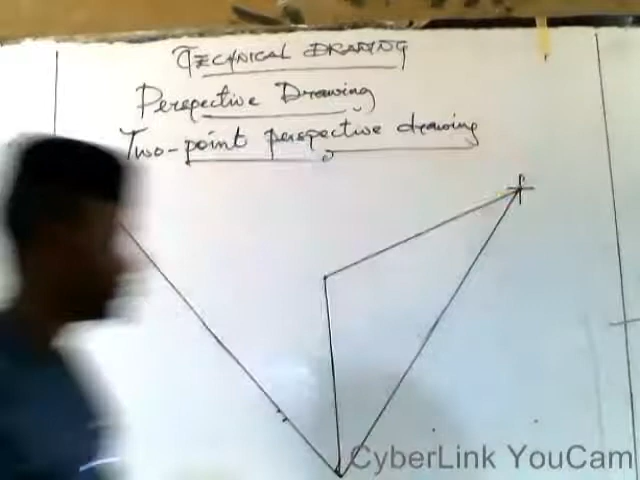 TECHNICAL DRAWING
Perspective Drawing
Two-point perspective drawing
CyberLink YouCam